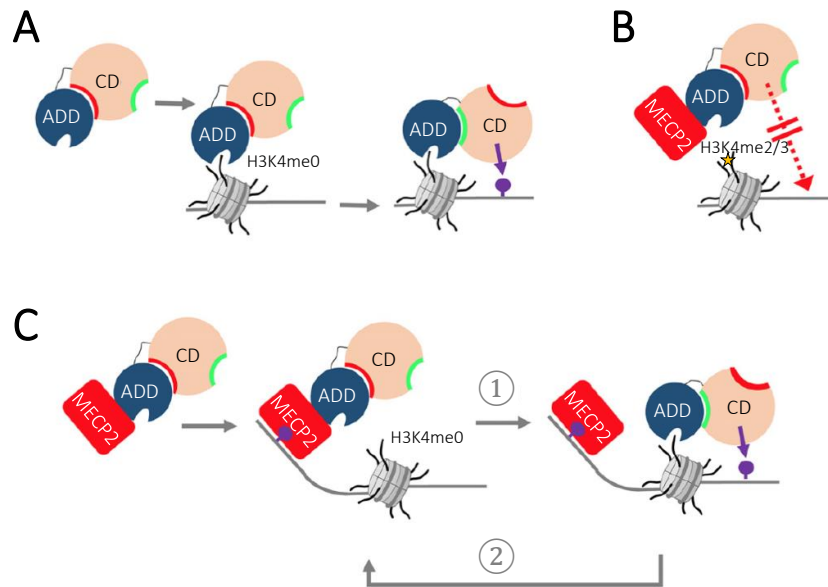 A
CD
ADD
CD
ADD
H3K4me0
ADD
CD
B
CD
ADD
MECP2
H3K4me2/3
C
CD
ADD
MECP2
CD
ADD
MECP2
H3K4me0
①
MECP2
ADD
CD
②